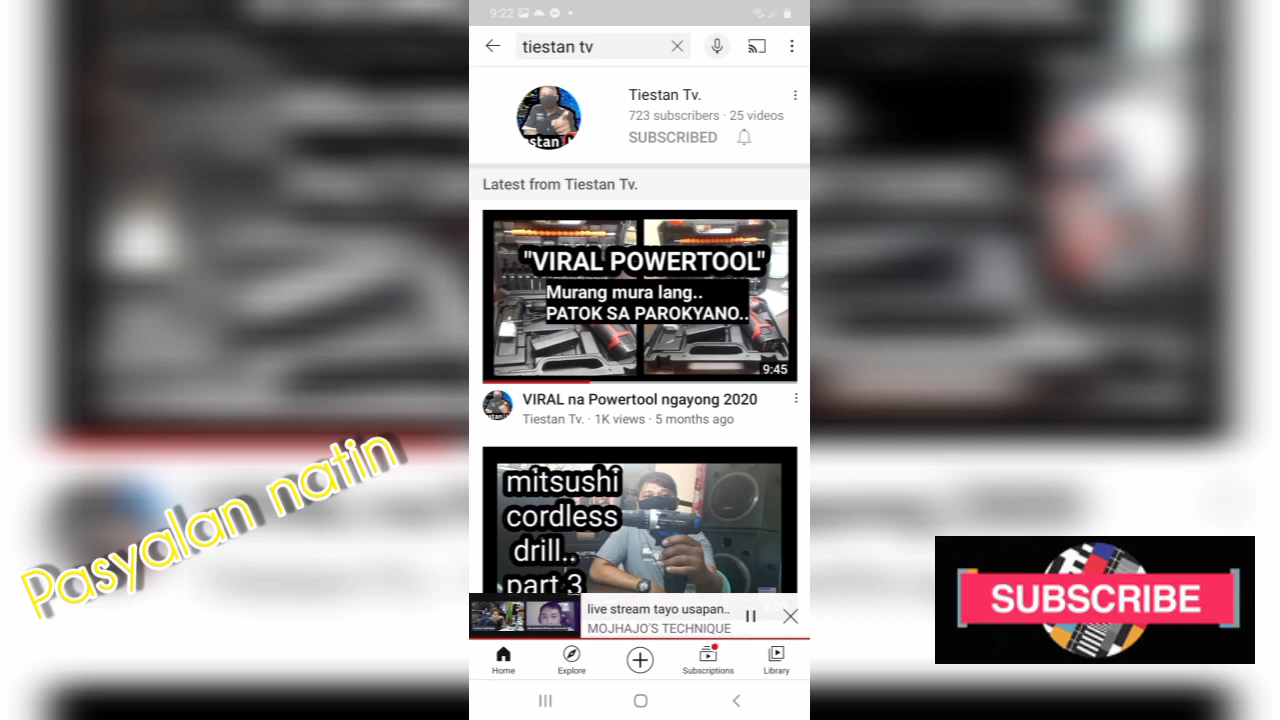 9:22
tiestan tv
Tiestan Tv.
723 subscribers · 25 videos
SUBSCRIBED
stan
Latest from Tiestan Tv.
"VIRAL POWERTOOL"
Murang mura lang..
PATOK SA PAROKYANO..
9:45
VIRAL na Powertool ngayong 2020
Tiestan Tv. · 1K views · 5 months ago
mitsushi
cordless
drill..
part 3
live stream tayo usapan..
MOJHAJO'S TECHNIQUE
Home
Explore
Subscriptions
Library
Pasyalan natin
SUBSCRIBE